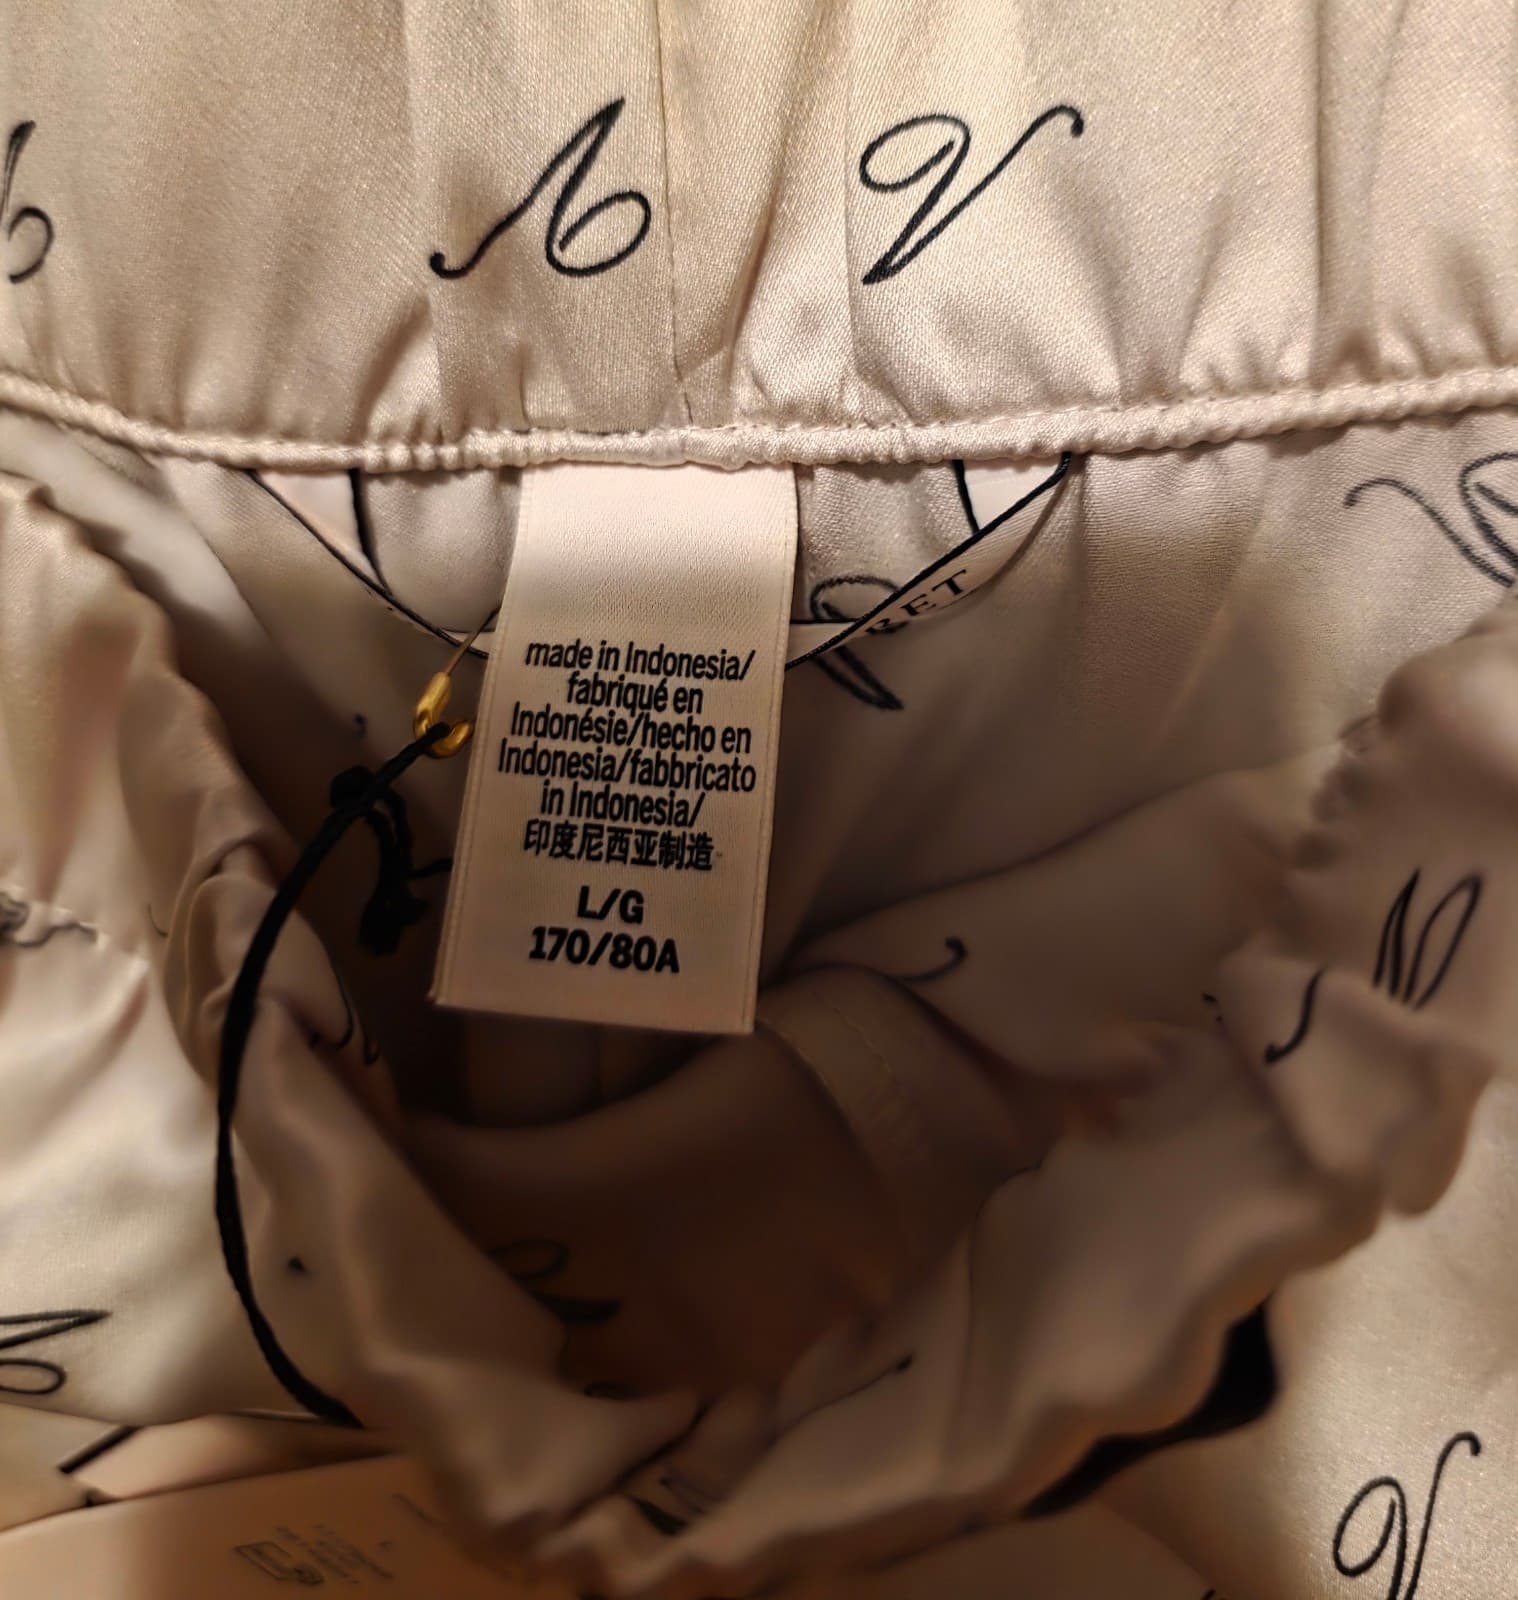 V
V
BET
made in Indonesia/
fabriqué en
Indonésie/hecho en
Indonesia/fabbricato
in Indonesia/
印度尼西亚制造
L/G
170/80A
V